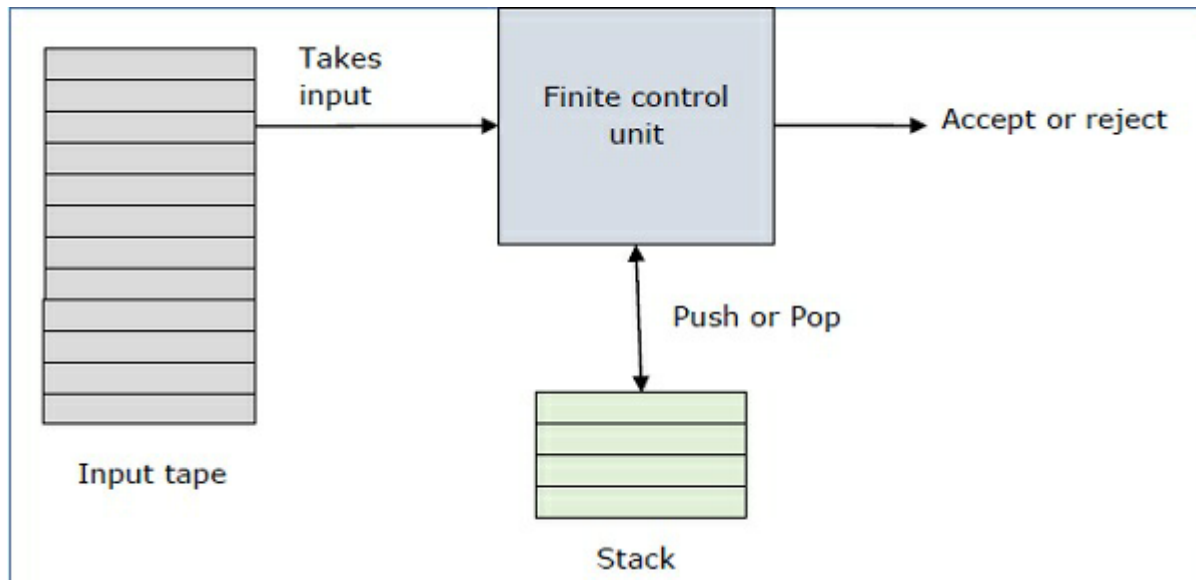 Takes
input
Finite control
unit
Accept or reject
Push or Pop
Input tape
Stack